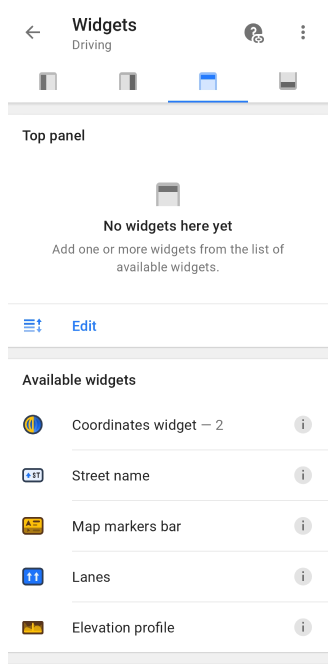 Widgets
Driving
Top panel
No widgets here yet
Add one or more widgets from the list of
available widgets.
Edit
Available widgets
Coordinates widget — 2
Street name
Map markers bar
Lanes
Elevation profile